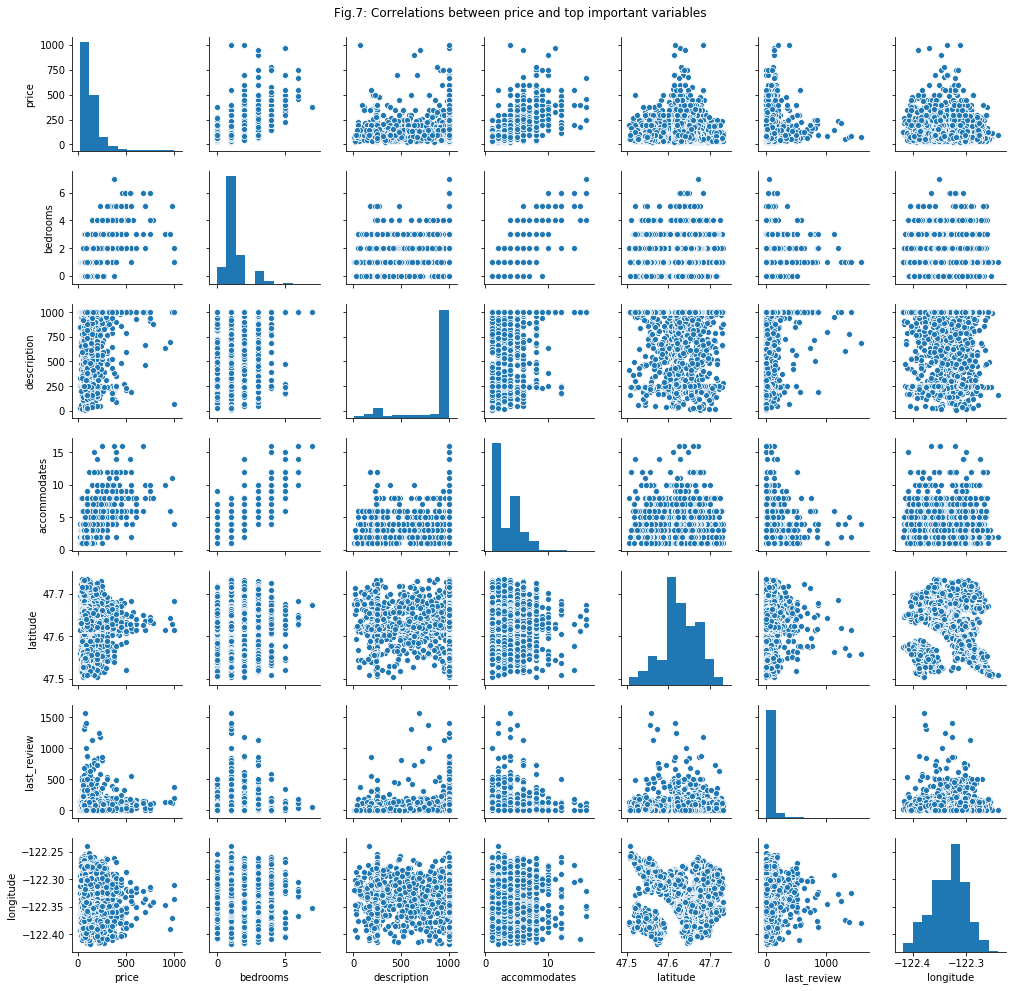 Fig.7: Correlations between price and top important variables
1000
750
500
250
0
price
6
4
2
0
bedrooms
1000
750
500
250
0
description
15
10
5
0
accommodates
47.7
47.6
47.5
latitude
1500
1000
500
0
last_review
−122.25
−122.30
−122.35
−122.40
longitude
0 500 1000 0 5 0 500 1000 0 10 47.5 47.6 47.7 0 1000 −122.4 −122.3
price bedrooms description accommodates latitude last_review longitude